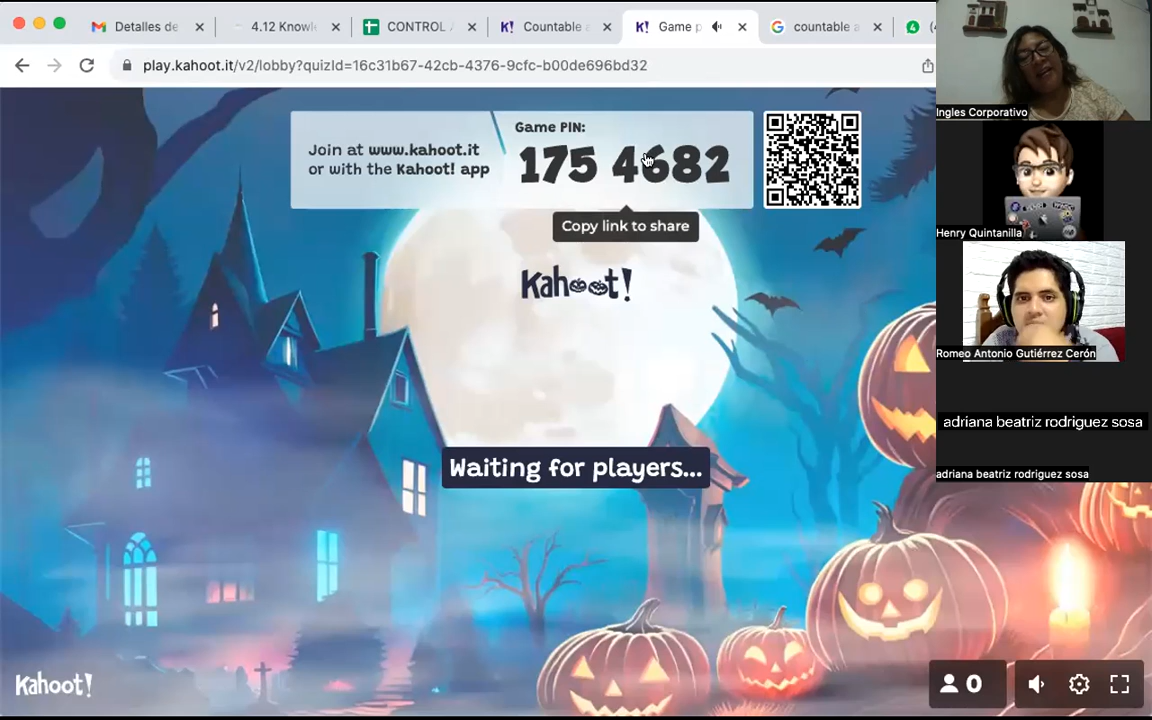 Detalles de
4.12 Knowl
CONTROL A
Countable a
Game p
countable a
play.kahoot.it/v2/lobby?quizId=16c31b67-42cb-4376-9cfc-b00de696bd32
Join at www.kahoot.it
or with the Kahoot! app
Game PIN:
175 4682
Copy link to share
Kahoot!
Waiting for players...
Kahoot!
0
Ingles Corporativo
Henry Quintanilla
Romeo Antonio Gutiérrez Cerón
adriana beatriz rodriguez sosa
adriana beatriz rodriguez sosa